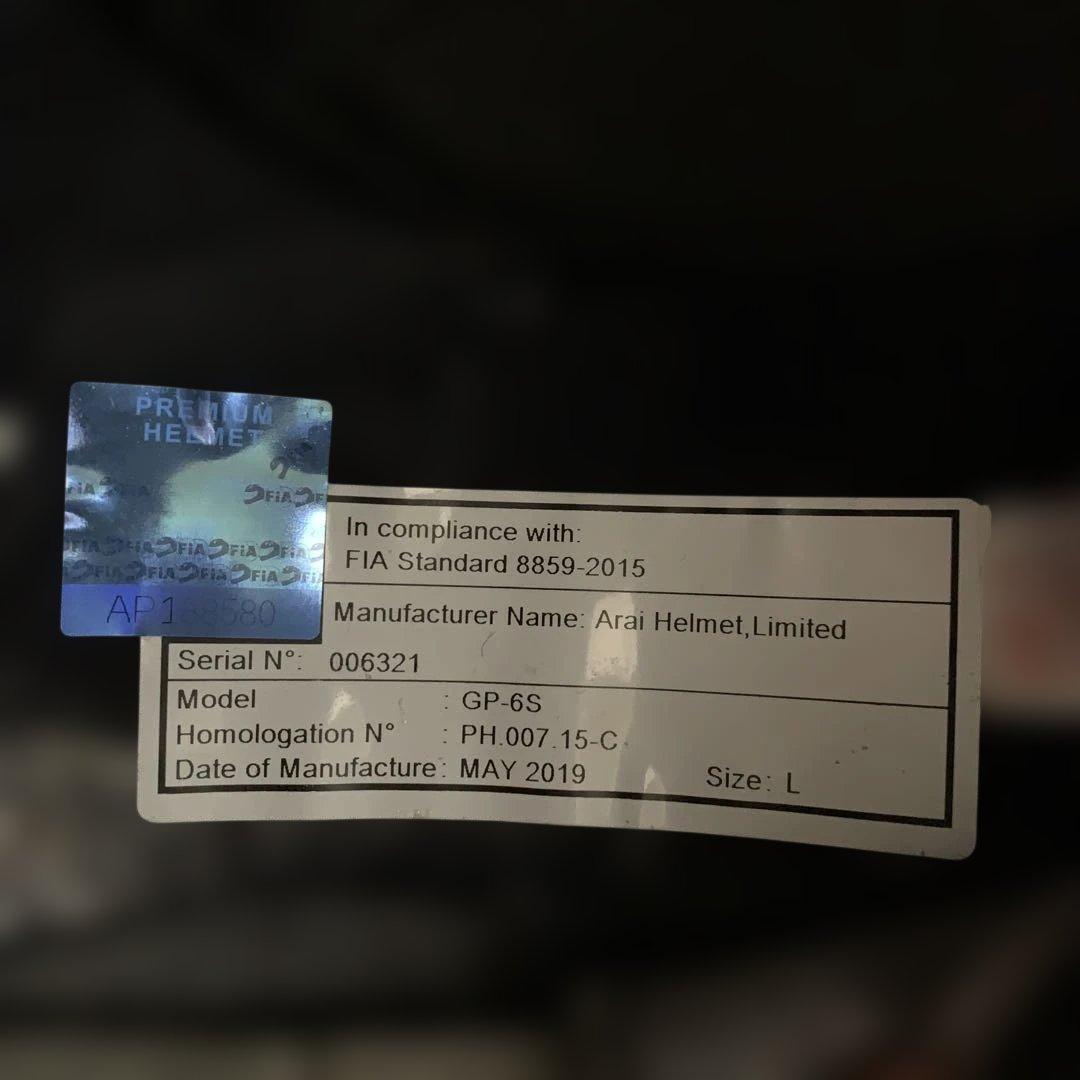 PREMIUM
HELMET
FIA
FIA
FIA FIA FIA FIA FIA
FIA FIA FIA FIA FIA
In compliance with:
FIA Standard 8859-2015
Manufacturer Name: Arai Helmet,Limited
Serial N°: 006321
Model : GP-6S
Homologation N° : PH.007.15-C
Date of Manufacture: MAY 2019 Size: L